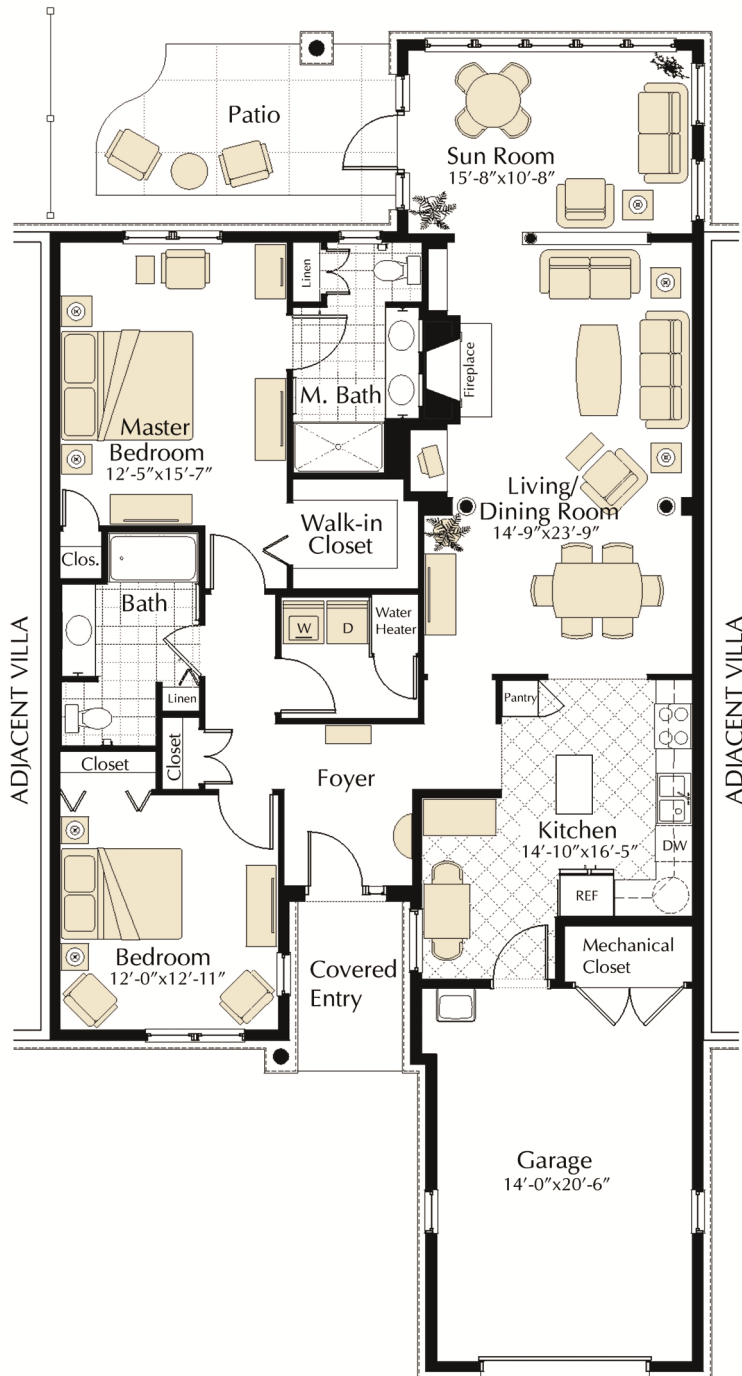 Patio
Sun Room
15'-8"x10'-8"
Linen
M. Bath
Fireplace
Master
Bedroom
12'-5"x15'-7"
Living/
Dining Room
14'-9"x23'-9"
Walk-in
Closet
Clos.
Bath
W
D
Water
Heater
Linen
ADJACENT VILLA
ADJACENT VILLA
Pantry
Closet
Closet
Foyer
Kitchen
14'-10"x16'-5"
DW
REF
Bedroom
12'-0"x12'-11"
Covered
Entry
Mechanical
Closet
Garage
14'-0"x20'-6"